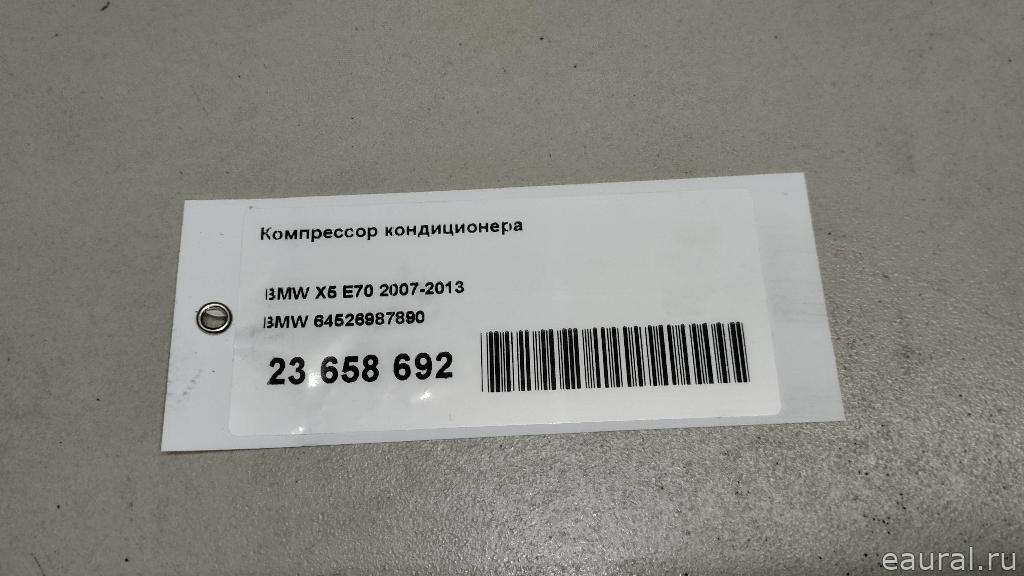 Компрессор кондиционера
BMW X5 E70 2007-2013
BMW 64526987890
23 658 692
eaural.ru